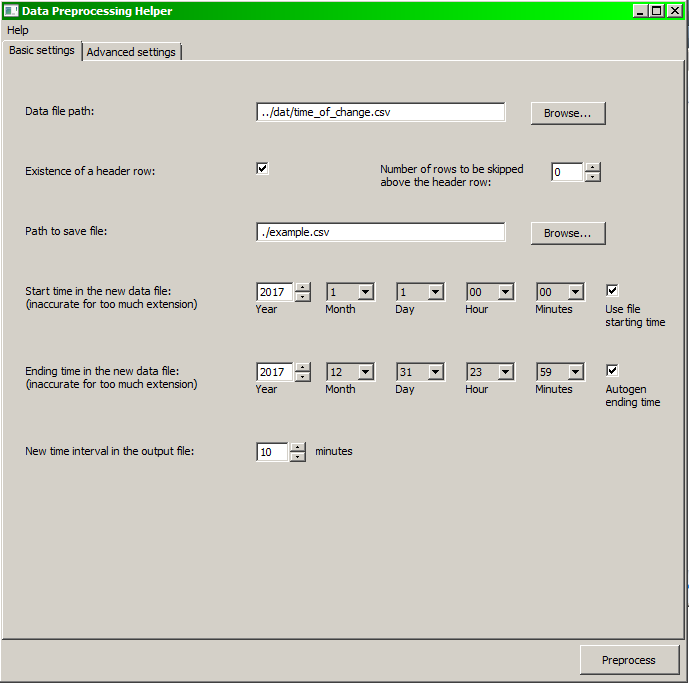 Data Preprocessing Helper
Help
Basic settings
Advanced settings
Data file path:
../dat/time_of_change.csv
Browse...
Existence of a header row:
Number of rows to be skipped
above the header row:
0
Path to save file:
./example.csv
Browse...
Start time in the new data file:
(inaccurate for too much extension)
2017
1
1
00
00
Year
Month
Day
Hour
Minutes
Use file
starting time
Ending time in the new data file:
(inaccurate for too much extension)
2017
12
31
23
59
Year
Month
Day
Hour
Minutes
Autogen
ending time
New time interval in the output file:
10
minutes
Preprocess